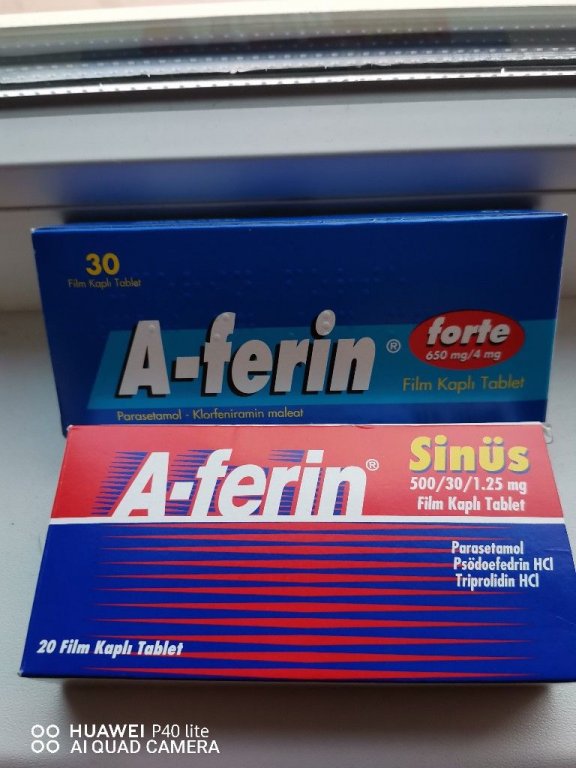 30
Film Kaplı Tablet
A-ferin®
forte
650 mg/4 mg
Film Kaplı Tablet
Parasetamol - Klorfeniramin maleat
A-ferin®
Sinüs
500/30/1.25 mg
Film Kaplı Tablet
Parasetamol
Psödoefedrin HCl
Triprolidin HCl
20 Film Kaplı Tablet
HUAWEI P40 lite
AI QUAD CAMERA